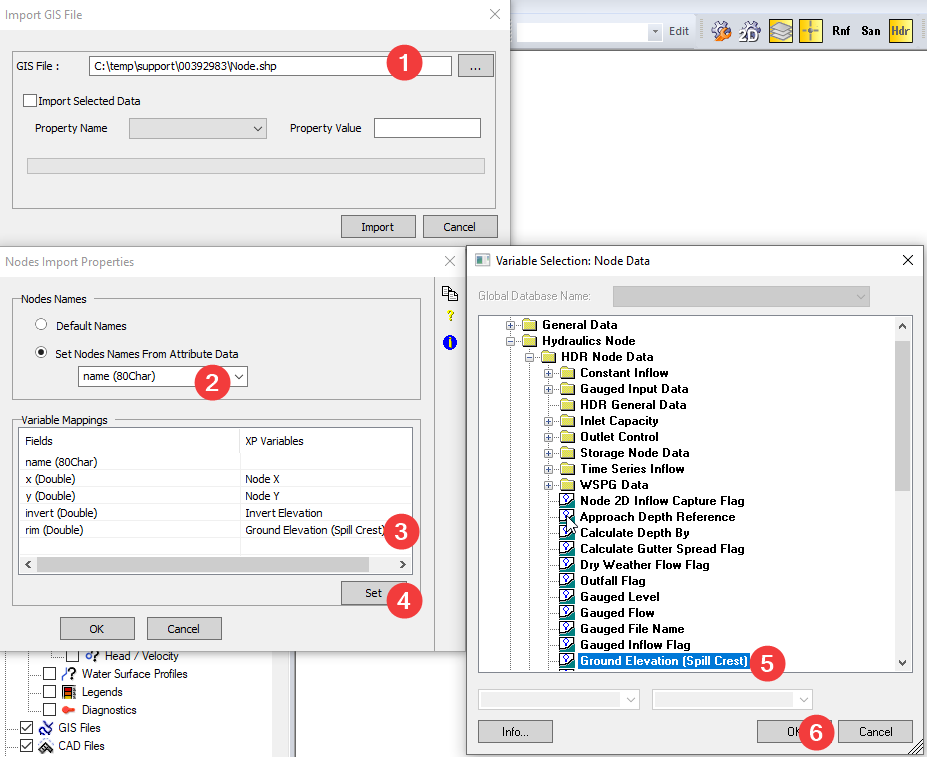 Import GIS File
Edit
Rnf
San
Hdr
GIS File :
C:\temp\support\00392983\Node.shp
1
...
Import Selected Data
Property Name
Property Value
Import
Cancel
Nodes Import Properties
Nodes Names
Default Names
Set Nodes Names From Attribute Data
name (80Char)
2
Variable Mappings
Fields
XP Variables
name (80Char)
x (Double)
Node X
y (Double)
Node Y
invert (Double)
Invert Elevation
rim (Double)
Ground Elevation (Spill Crest)
3
Set
4
OK
Cancel
Head / Velocity
Water Surface Profiles
Legends
Diagnostics
GIS Files
CAD Files
Variable Selection: Node Data
Global Database Name:
General Data
Hydraulics Node
HDR Node Data
Constant Inflow
Gauged Input Data
HDR General Data
Inlet Capacity
Outlet Control
Storage Node Data
Time Series Inflow
WSPG Data
Node 2D Inflow Capture Flag
Approach Depth Reference
Calculate Depth By
Calculate Gutter Spread Flag
Dry Weather Flow Flag
Outfall Flag
Gauged Level
Gauged Flow
Gauged File Name
Gauged Inflow Flag
Ground Elevation (Spill Crest)
5
Info...
6
Cancel